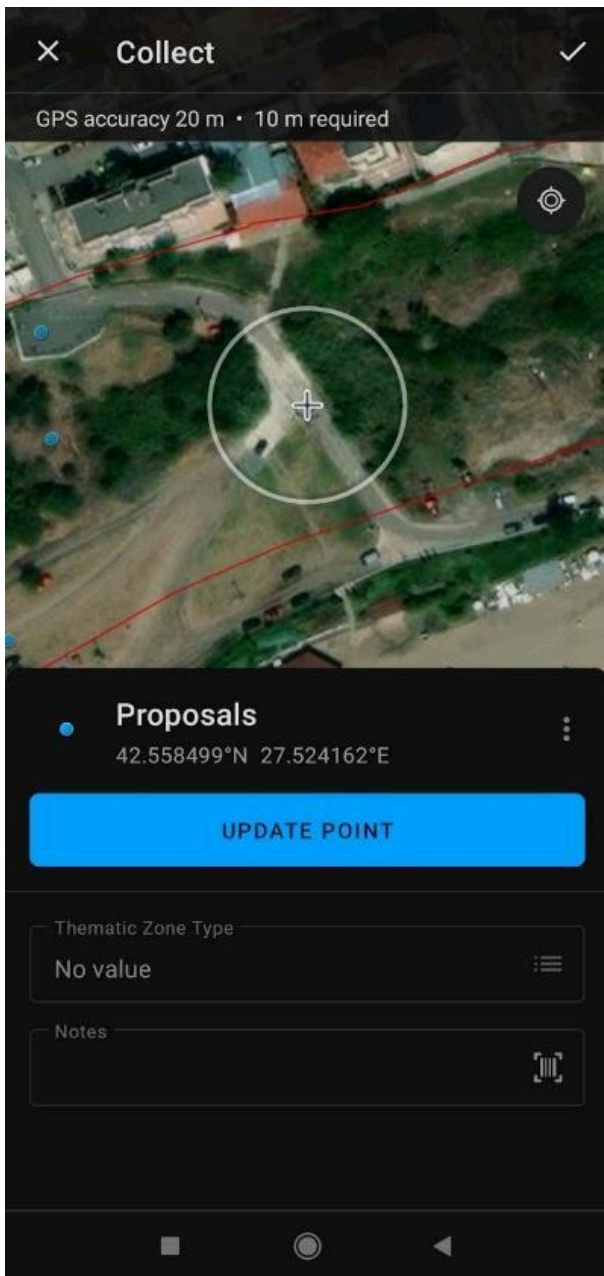 Collect
GPS accuracy 20 m • 10 m required
Proposals
42.558499°N 27.524162°E
UPDATE POINT
Thematic Zone Type
No value
Notes